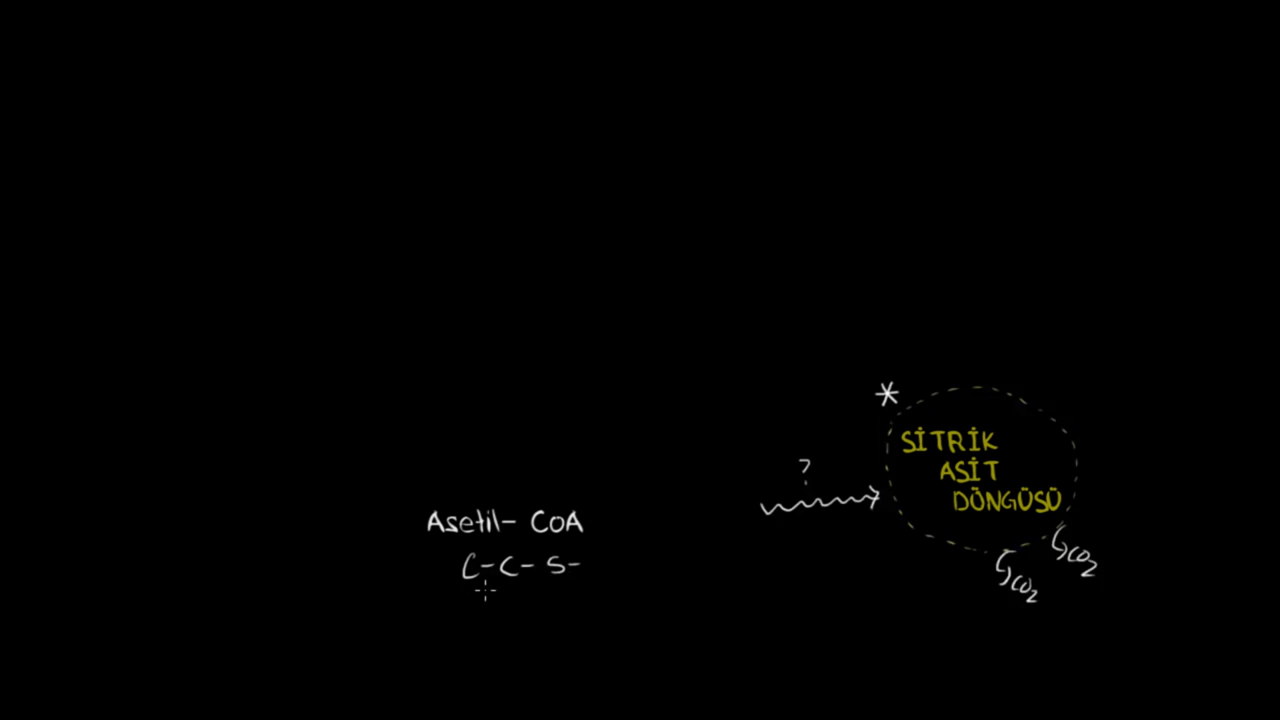 *
SİTRİK
ASİT
DÖNGÜSÜ
?
Asetil- CoA
C-C- S-
CO2
CO2